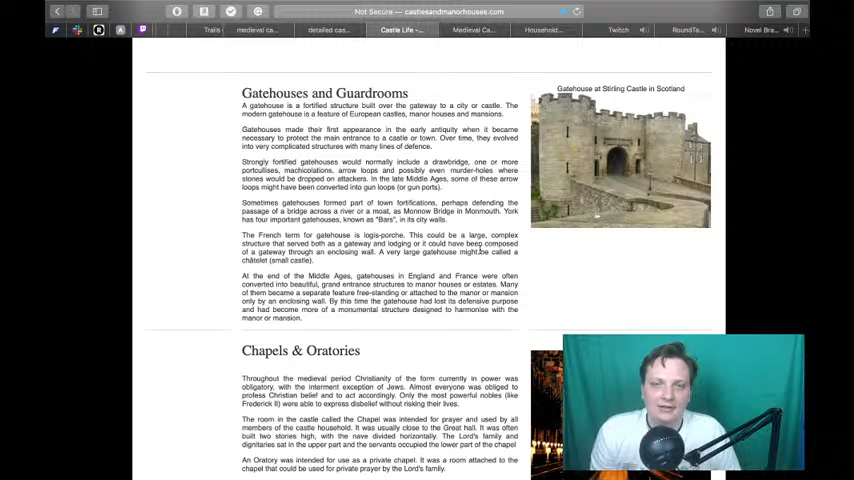 Not Secure — castlesandmanorhouses.com
Trails
medieval ca...
detailed cas...
Castle Life -...
Medieval Ca...
Household...
Twitch
RoundTa...
Novel Bra...
Gatehouses and Guardrooms
A gatehouse is a fortified structure built over the gateway to a city or castle. The
modern gatehouse is a feature of European castles, manor houses and mansions.
Gatehouses made their first appearance in the early antiquity when it became
necessary to protect the main entrance to a castle or town. Over time, they evolved
into very complicated structures with many lines of defence.
Strongly fortified gatehouses would normally include a drawbridge, one or more
portcullises, machicolations, arrow loops and possibly even murder-holes where
stones would be dropped on attackers. In the late Middle Ages, some of these arrow
loops might have been converted into gun loops (or gun ports).
Sometimes gatehouses formed part of town fortifications, perhaps defending the
passage of a bridge across a river or a moat, as Monnow Bridge in Monmouth. York
has four important gatehouses, known as "Bars", in its city walls.
The French term for gatehouse is logis-porche. This could be a large, complex
structure that served both as a gateway and lodging or it could have been composed
of a gateway through an enclosing wall. A very large gatehouse might be called a
châtelet (small castle).
At the end of the Middle Ages, gatehouses in England and France were often
converted into beautiful, grand entrance structures to manor houses or estates. Many
of them became a separate feature free-standing or attached to the manor or mansion
only by an enclosing wall. By this time the gatehouse had lost its defensive purpose
and had become more of a monumental structure designed to harmonise with the
manor or mansion.
Gatehouse at Stirling Castle in Scotland
Chapels & Oratories
Throughout the medieval period Christianity of the form currently in power was
obligatory, with the interment exception of Jews. Almost everyone was obliged to
profess Christian belief and to act accordingly. Only the most powerful nobles (like
Frederick II) were able to express disbelief without risking their lives.
The room in the castle called the Chapel was intended for prayer and used by all
members of the castle household. It was usually close to the Great hall. It was often
built two stories high, with the nave divided horizontally. The Lord's family and
dignitaries sat in the upper part and the servants occupied the lower part of the chapel
An Oratory was intended for use as a private chapel. It was a room attached to the
chapel that could be used for private prayer by the Lord's family.